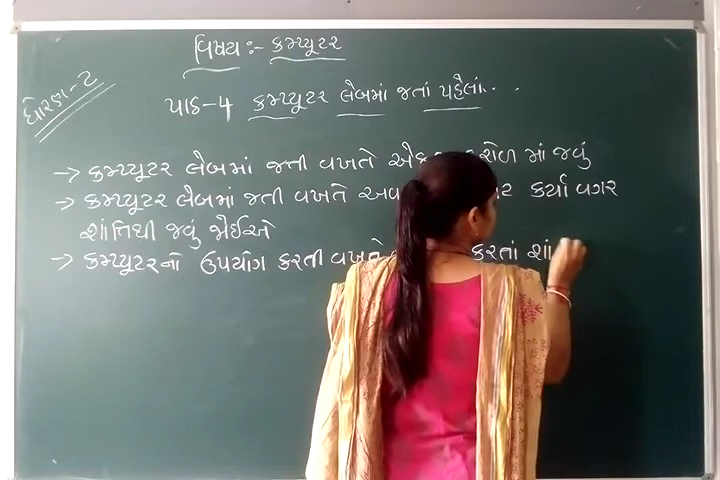 વિષય :- કમ્પ્યૂટર
ધોરણ - ૨
પાઠ-4 કમ્પ્યૂટર લેબમાં જતાં પહેલાં. . .
→ કમ્પ્યૂટર લેબમાં જતી વખતે માં જવું
→ કમ્પ્યૂટર લેબમાં જતી વખતે કર્યા વગર
શાંતિથી જવું જોઈએ
→ કમ્પ્યૂટરનો ઉપયોગ કરતી વખતે કરતાં શાં